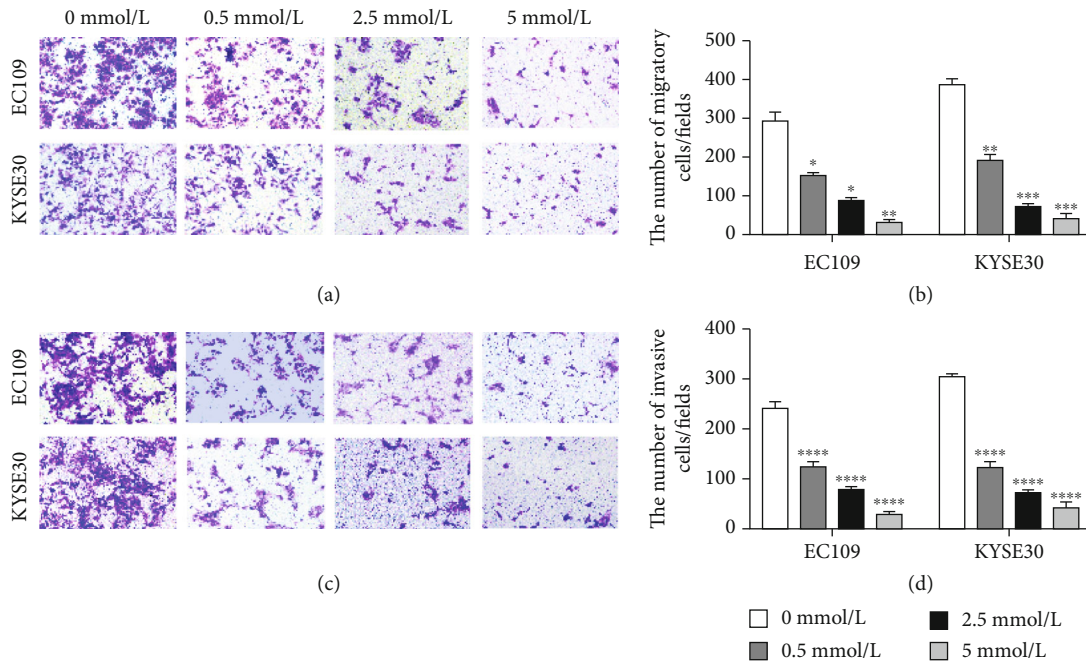 0 mmol/L 0.5 mmol/L 2.5 mmol/L 5 mmol/L
EC109
KYSE30
(a)
The number of migratory
cells/fields
500
400
300
200
100
0
* * ** ** *** ***
EC109 KYSE30
(b)
EC109
KYSE30
(c)
The number of invasive
cells/fields
400
300
200
100
0
**** **** **** **** **** ****
EC109 KYSE30
(d)
0 mmol/L 2.5 mmol/L
0.5 mmol/L 5 mmol/L